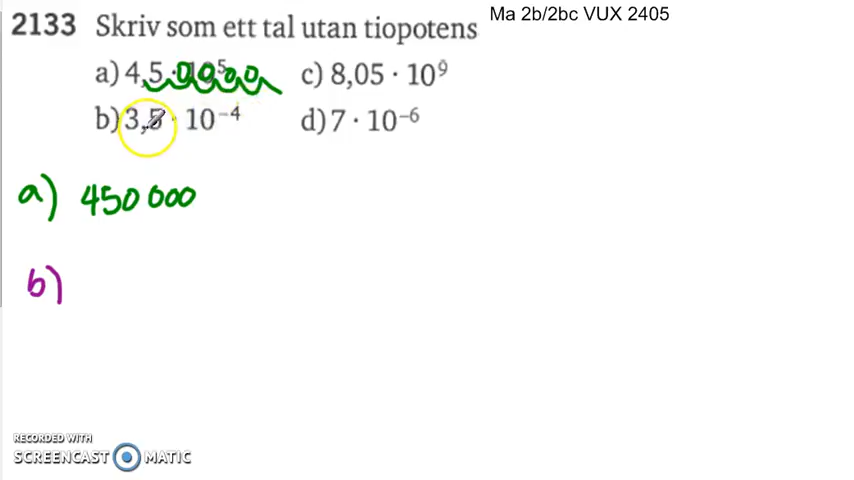 Ma 2b/2bc VUX 2405
2133 Skriv som ett tal utan tiopotens
a) 4,5 · 10⁵ c) 8,05 · 10⁹
b) 3,5 · 10⁻⁴ d) 7 · 10⁻⁶
a) 450 000
b)
RECORDED WITH
SCREENCAST MATIC